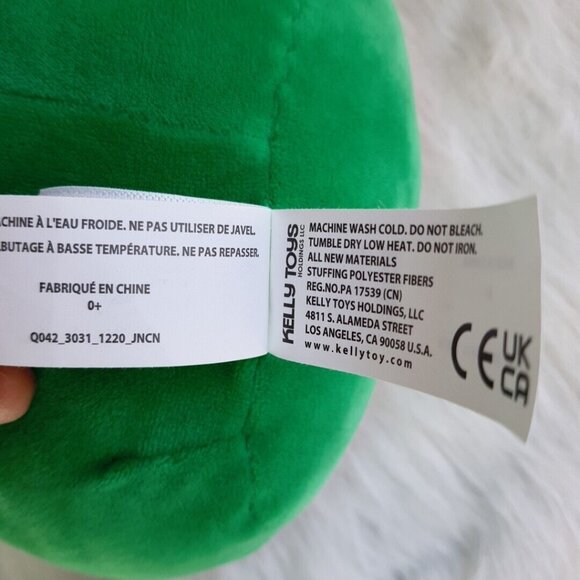 CHINE À L'EAU FROIDE. NE PAS UTILISER DE JAVEL.
BUTAGE À BASSE TEMPÉRATURE. NE PAS REPASSER.
FABRIQUÉ EN CHINE
0+
Q042_3031_1220_JNCN
KELLY TOYS
HOLDINGS LLC
MACHINE WASH COLD. DO NOT BLEACH.
TUMBLE DRY LOW HEAT. DO NOT IRON.
ALL NEW MATERIALS
STUFFING POLYESTER FIBERS
REG.NO.PA 17539 (CN)
KELLY TOYS HOLDINGS, LLC
4811 S. ALAMEDA STREET
LOS ANGELES, CA 90058 U.S.A.
www.kellytoy.com
CE
UK
CA